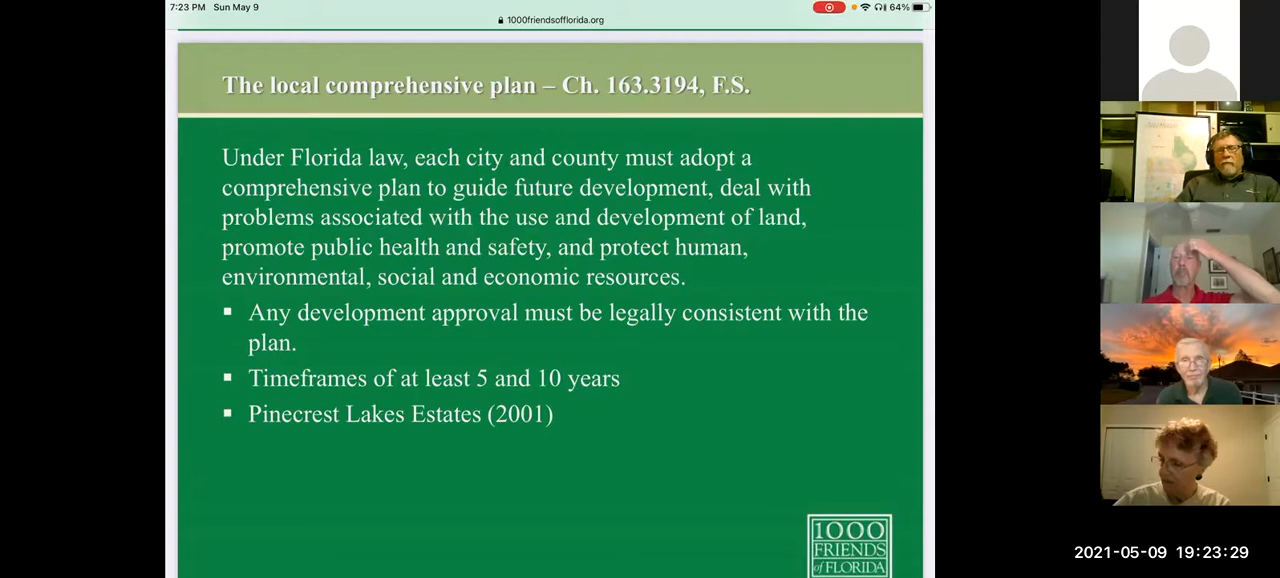 7:23 PM Sun May 9
64%
1000friendsofflorida.org
The local comprehensive plan – Ch. 163.3194, F.S.
Under Florida law, each city and county must adopt a
comprehensive plan to guide future development, deal with
problems associated with the use and development of land,
promote public health and safety, and protect human,
environmental, social and economic resources.
▪ Any development approval must be legally consistent with the
plan.
▪ Timeframes of at least 5 and 10 years
▪ Pinecrest Lakes Estates (2001)
1000
FRIENDS
of FLORIDA
2021-05-09 19:23:29